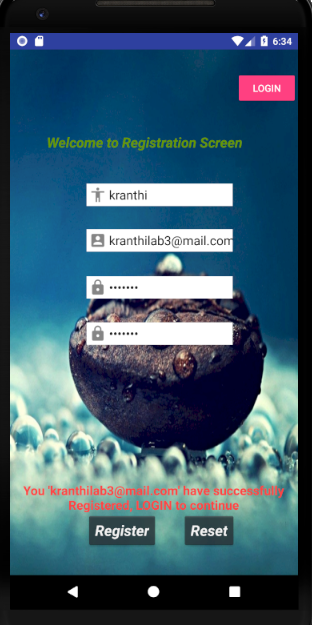 6:34
LOGIN
Welcome to Registration Screen
kranthi
kranthilab3@mail.com
•••••••
•••••••
You 'kranthilab3@mail.com' have successfully
Registered, LOGIN to continue
Register Reset